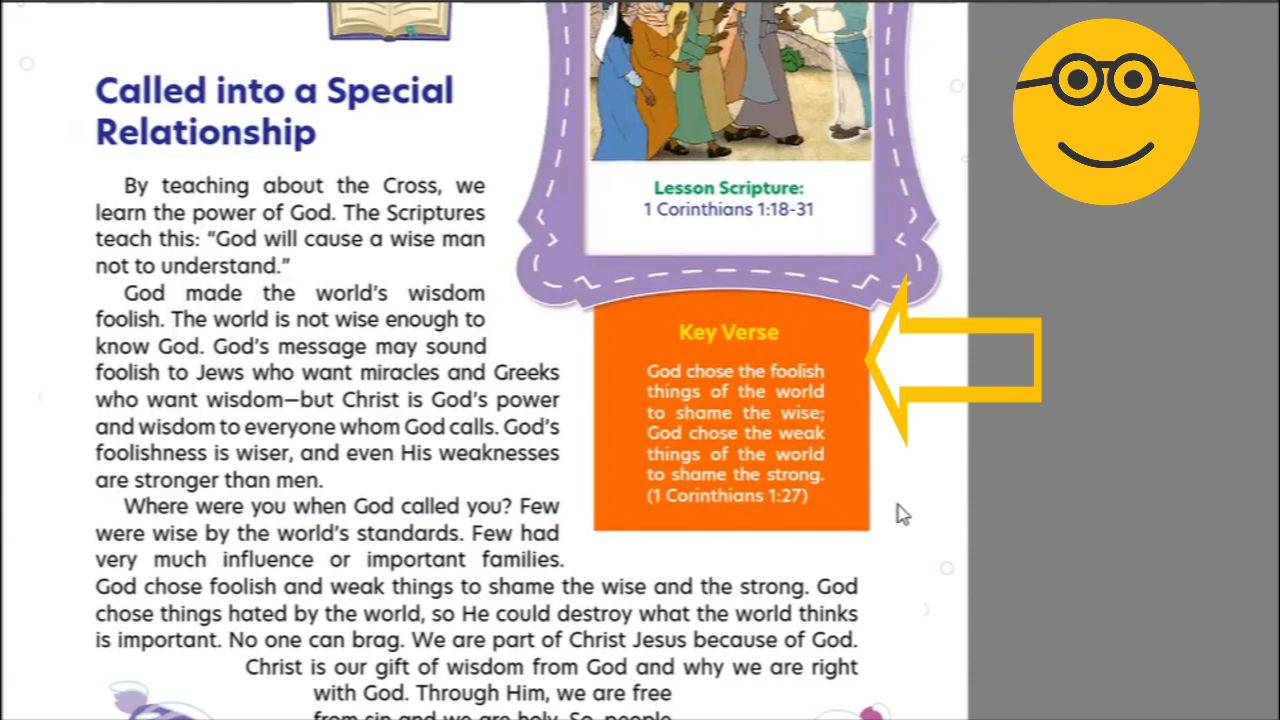 Called into a Special
Relationship
By teaching about the Cross, we
learn the power of God. The Scriptures
teach this: “God will cause a wise man
not to understand.”
God made the world’s wisdom
foolish. The world is not wise enough to
know God. God’s message may sound
foolish to Jews who want miracles and Greeks
who want wisdom—but Christ is God’s power
and wisdom to everyone whom God calls. God’s
foolishness is wiser, and even His weaknesses
are stronger than men.
Where were you when God called you? Few
were wise by the world’s standards. Few had
very much influence or important families.
God chose foolish and weak things to shame the wise and the strong. God
chose things hated by the world, so He could destroy what the world thinks
is important. No one can brag. We are part of Christ Jesus because of God.
Christ is our gift of wisdom from God and why we are right
with God. Through Him, we are free
from sin and we are holy. So, people
Lesson Scripture:
1 Corinthians 1:18-31
Key Verse
God chose the foolish
things of the world
to shame the wise;
God chose the weak
things of the world
to shame the strong.
(1 Corinthians 1:27)